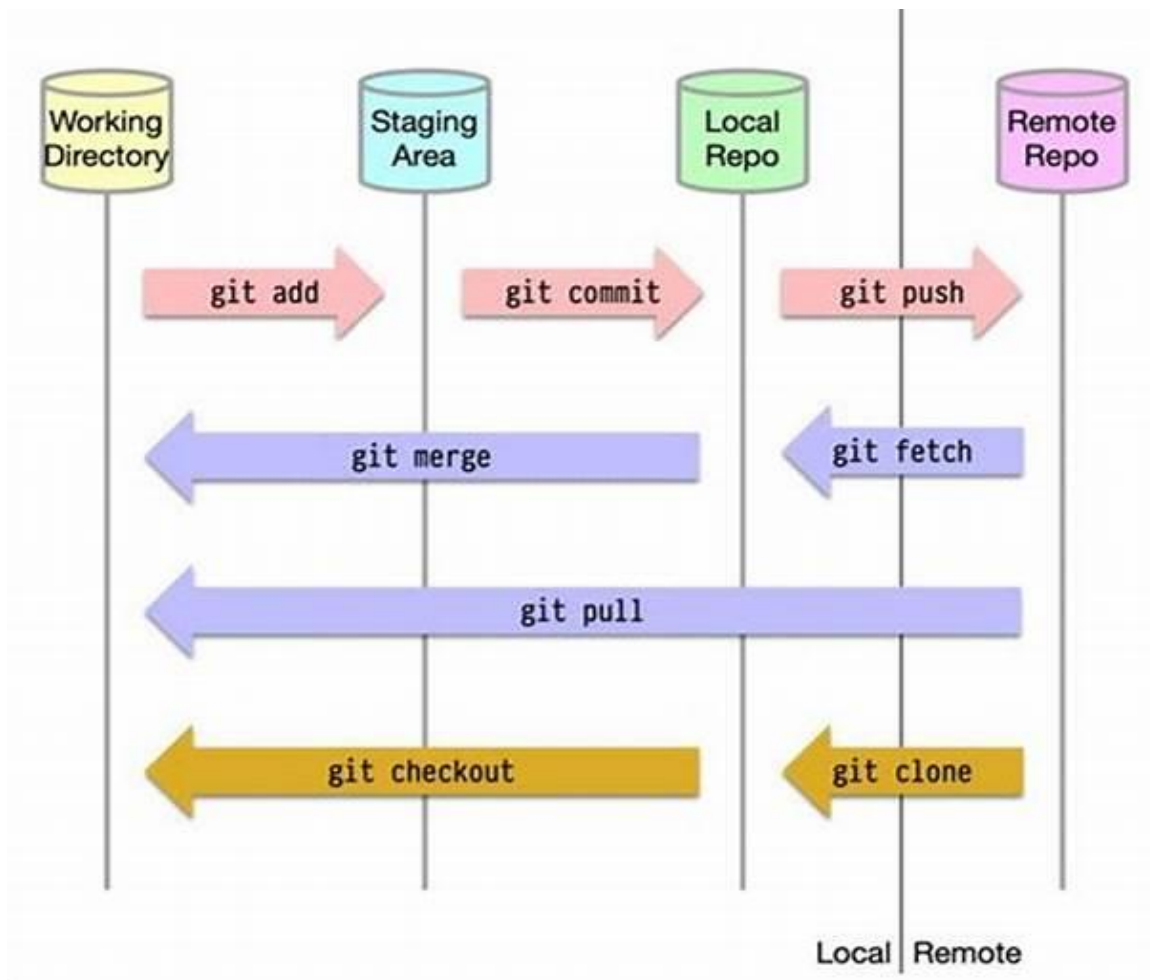 Working
Directory
Staging
Area
Local
Repo
Remote
Repo
git add
git commit
git push
git merge
git fetch
git pull
git checkout
git clone
Local
Remote